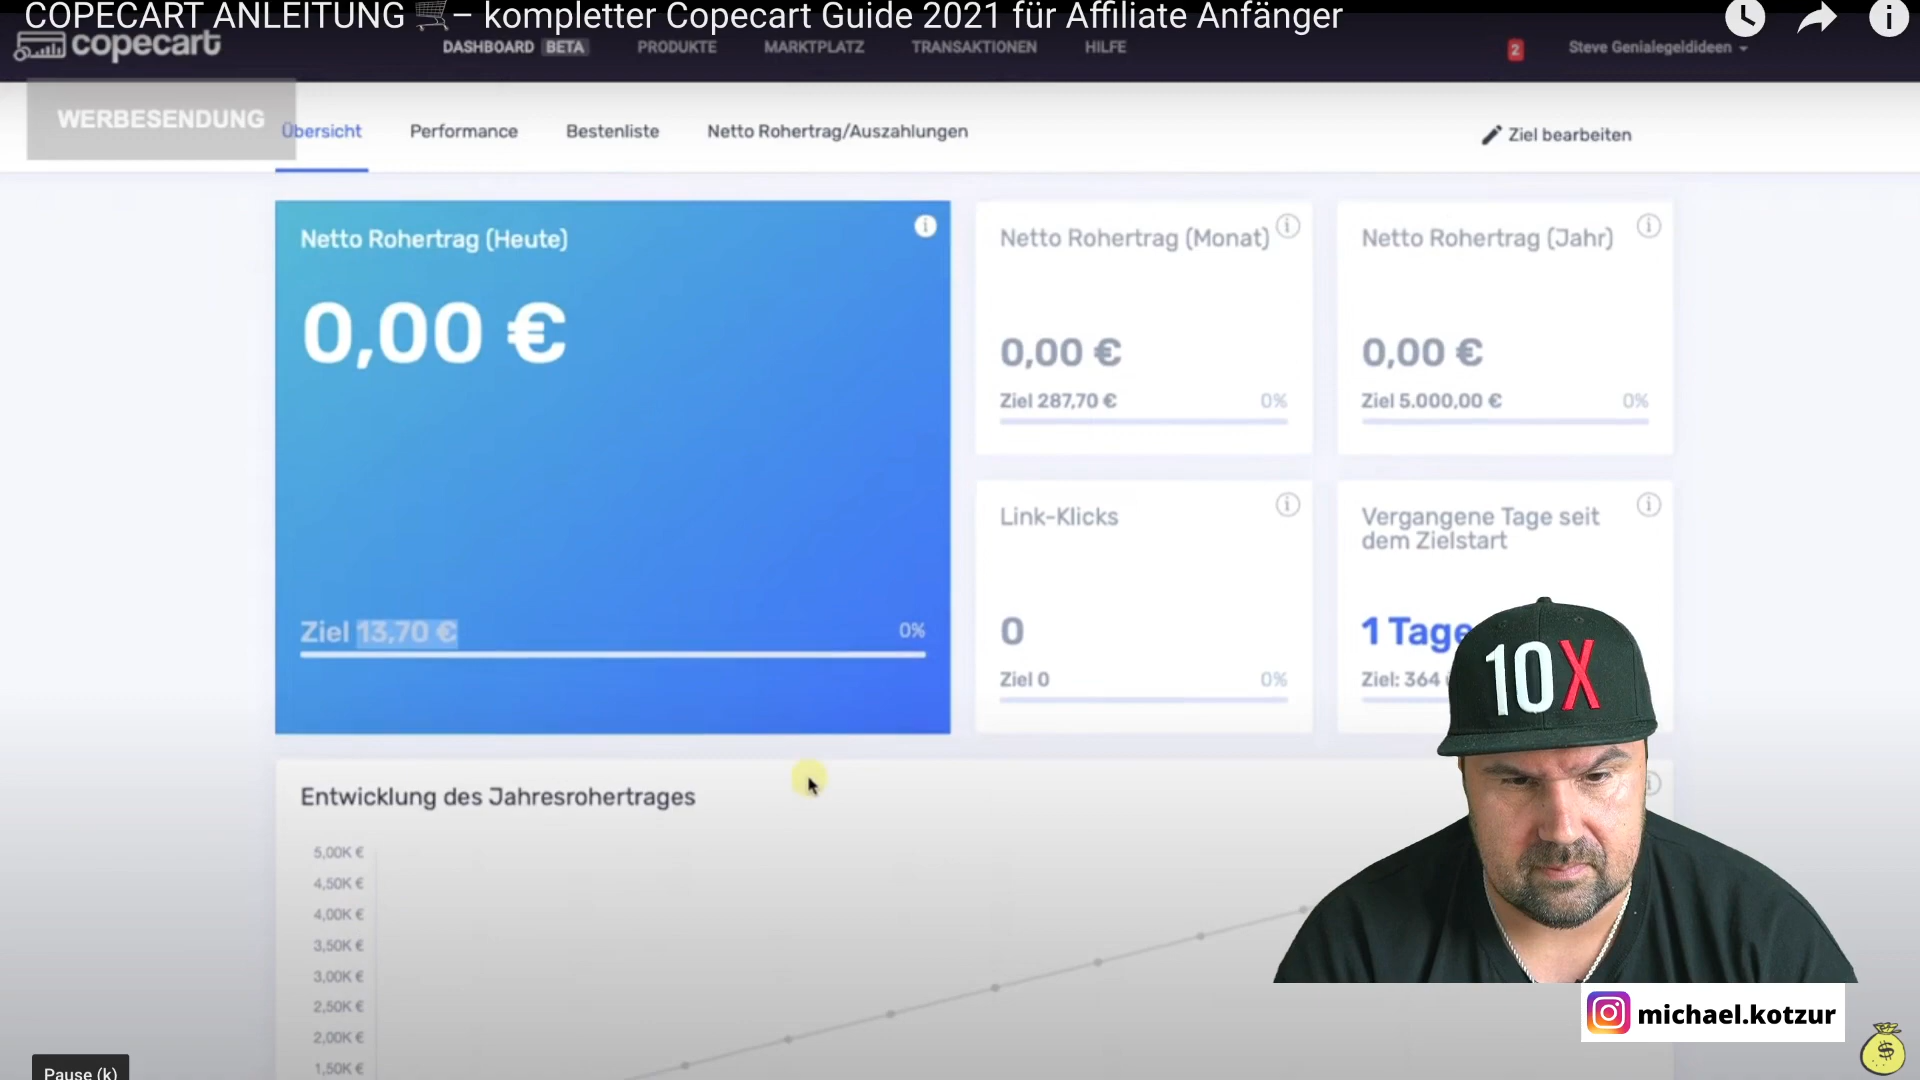 COPECART ANLEITUNG 🛒– kompletter Copecart Guide 2021 für Affiliate Anfänger
copecart
DASHBOARD BETA PRODUKTE MARKTPLATZ TRANSAKTIONEN HILFE
2
Steve Genialegeldideen
WERBESENDUNG
Übersicht Performance Bestenliste Netto Rohertrag/Auszahlungen
Ziel bearbeiten
Netto Rohertrag (Heute)
0,00 €
Ziel 13,70 € 0%
Netto Rohertrag (Monat)
0,00 €
Ziel 287,70 € 0%
Netto Rohertrag (Jahr)
0,00 €
Ziel 5.000,00 € 0%
Link-Klicks
0
Ziel 0 0%
Vergangene Tage seit
dem Zielstart
1 Tage
Ziel: 364
Entwicklung des Jahresrohertrages
5,00K €
4,50K €
4,00K €
3,50K €
3,00K €
2,50K €
2,00K €
1,50K €
10X
michael.kotzur
$
Pause (k)